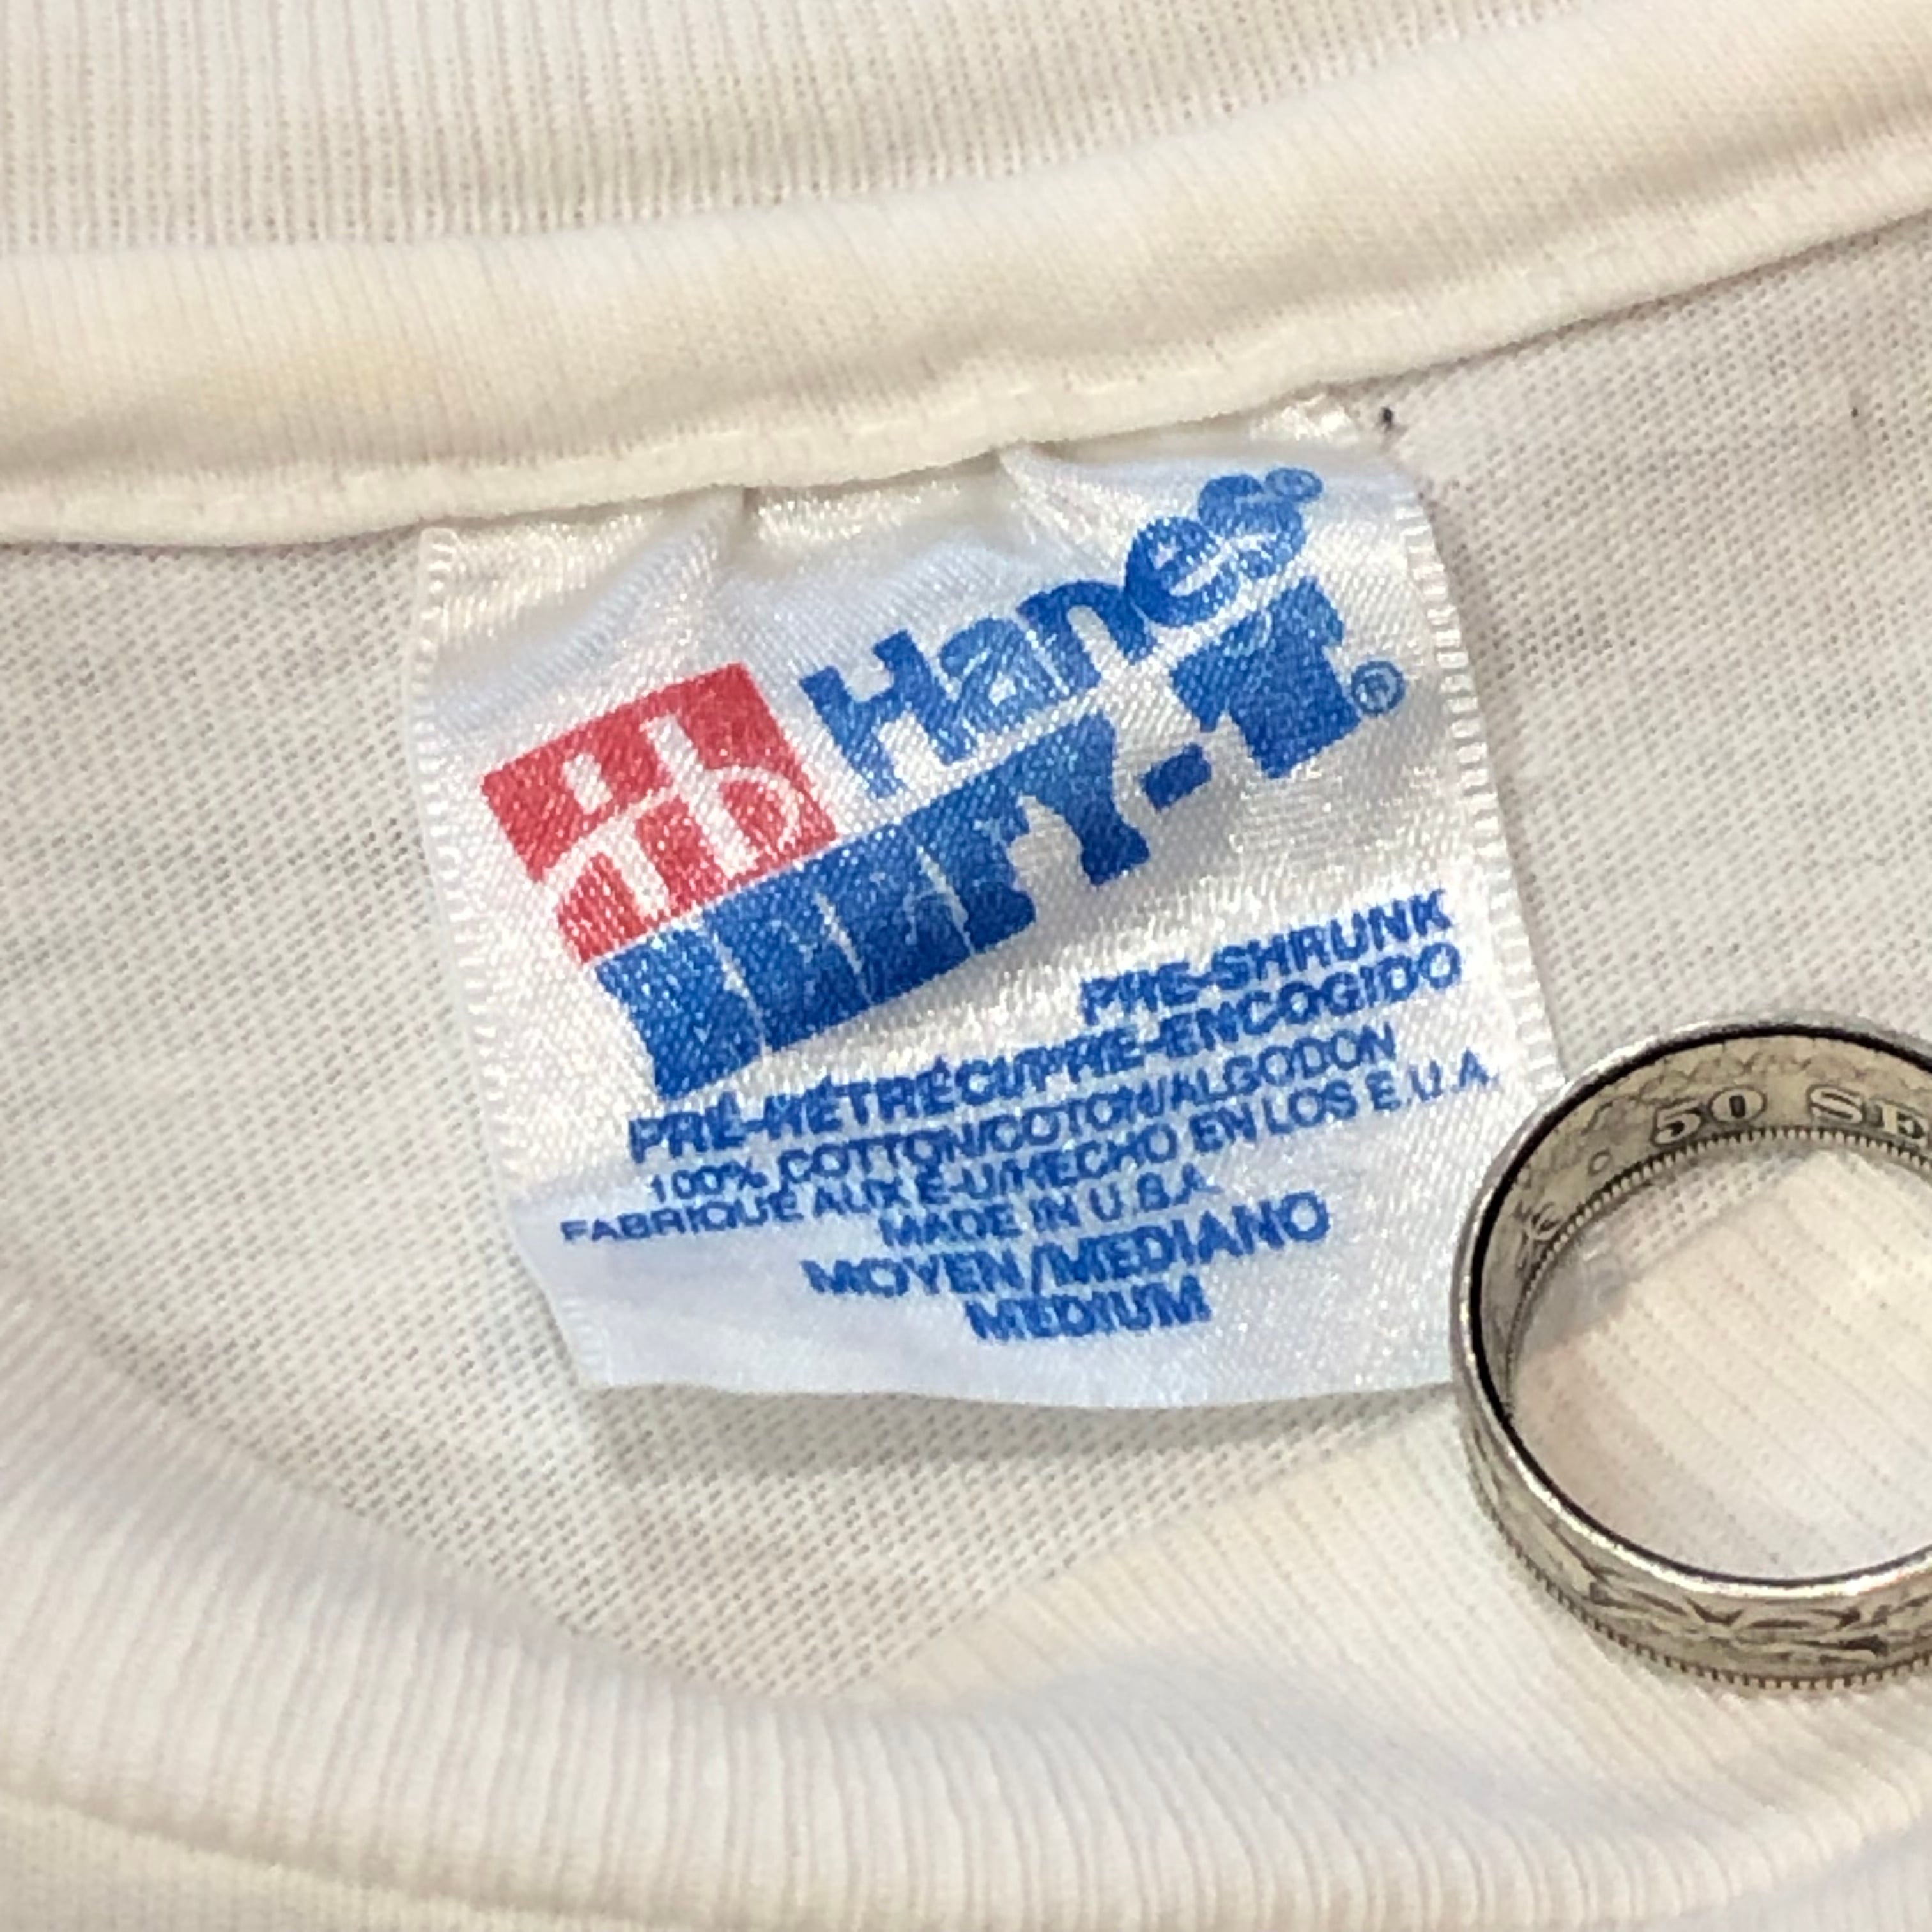 Hanes®
BEEFY-T.®
PRE-SHRUNK
PRÉ-RÉTRÉCI/PRE-ENCOGIDO
100% COTTON/COTON/ALGODON
FABRIQUÉ AUX É-U/HECHO EN LOS E.U.A.
MADE IN U.S.A.
MOYEN/MEDIANO
MEDIUM
50 SE